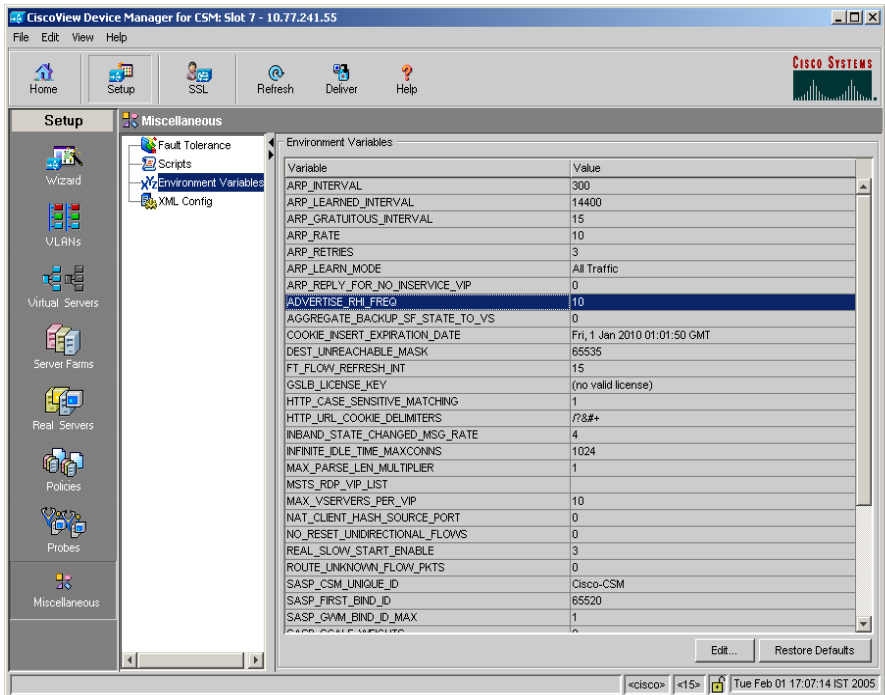 CiscoView Device Manager for CSM: Slot 7 - 10.77.241.55
File Edit View Help
Home Setup SSL Refresh Deliver Help
CISCO SYSTEMS
Setup
Wizard
VLANs
Virtual Servers
Server Farms
Real Servers
Policies
Probes
Miscellaneous
Miscellaneous
Fault Tolerance
Scripts
Environment Variables
XML Config
Environment Variables
Variable Value
ARP_INTERVAL 300
ARP_LEARNED_INTERVAL 14400
ARP_GRATUITOUS_INTERVAL 15
ARP_RATE 10
ARP_RETRIES 3
ARP_LEARN_MODE All Traffic
ARP_REPLY_FOR_NO_INSERVICE_VIP 0
ADVERTISE_RHI_FREQ 10
AGGREGATE_BACKUP_SF_STATE_TO_VS 0
COOKIE_INSERT_EXPIRATION_DATE Fri, 1 Jan 2010 01:01:50 GMT
DEST_UNREACHABLE_MASK 65535
FT_FLOW_REFRESH_INT 15
GSLB_LICENSE_KEY (no valid license)
HTTP_CASE_SENSITIVE_MATCHING 1
HTTP_URL_COOKIE_DELIMITERS /?&#+
INBAND_STATE_CHANGED_MSG_RATE 4
INFINITE_IDLE_TIME_MAXCONNS 1024
MAX_PARSE_LEN_MULTIPLIER 1
MSTS_RDP_VIP_LIST
MAX_VSERVERS_PER_VIP 10
NAT_CLIENT_HASH_SOURCE_PORT 0
NO_RESET_UNIDIRECTIONAL_FLOWS 0
REAL_SLOW_START_ENABLE 3
ROUTE_UNKNOWN_FLOW_PKTS 0
SASP_CSM_UNIQUE_ID Cisco-CSM
SASP_FIRST_BIND_ID 65520
SASP_GWM_BIND_ID_MAX 1
SASP_SCALE_WEIGHTS 0
Edit... Restore Defaults
<cisco> <15> Tue Feb 01 17:07:14 IST 2005